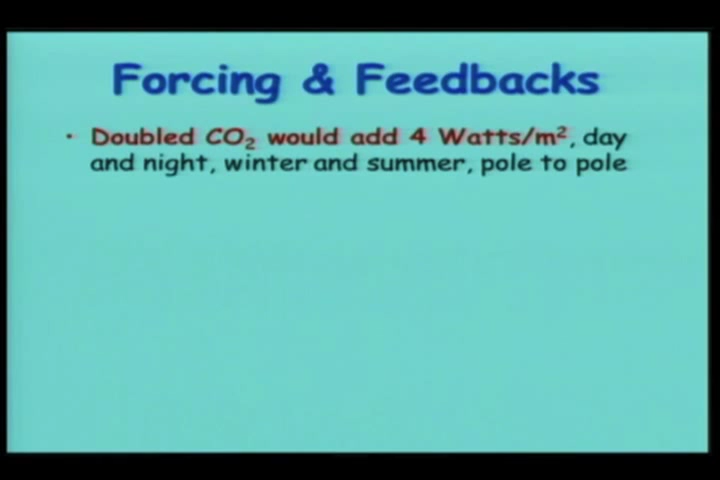 Forcing & Feedbacks
• Doubled CO₂ would add 4 Watts/m², day
and night, winter and summer, pole to pole